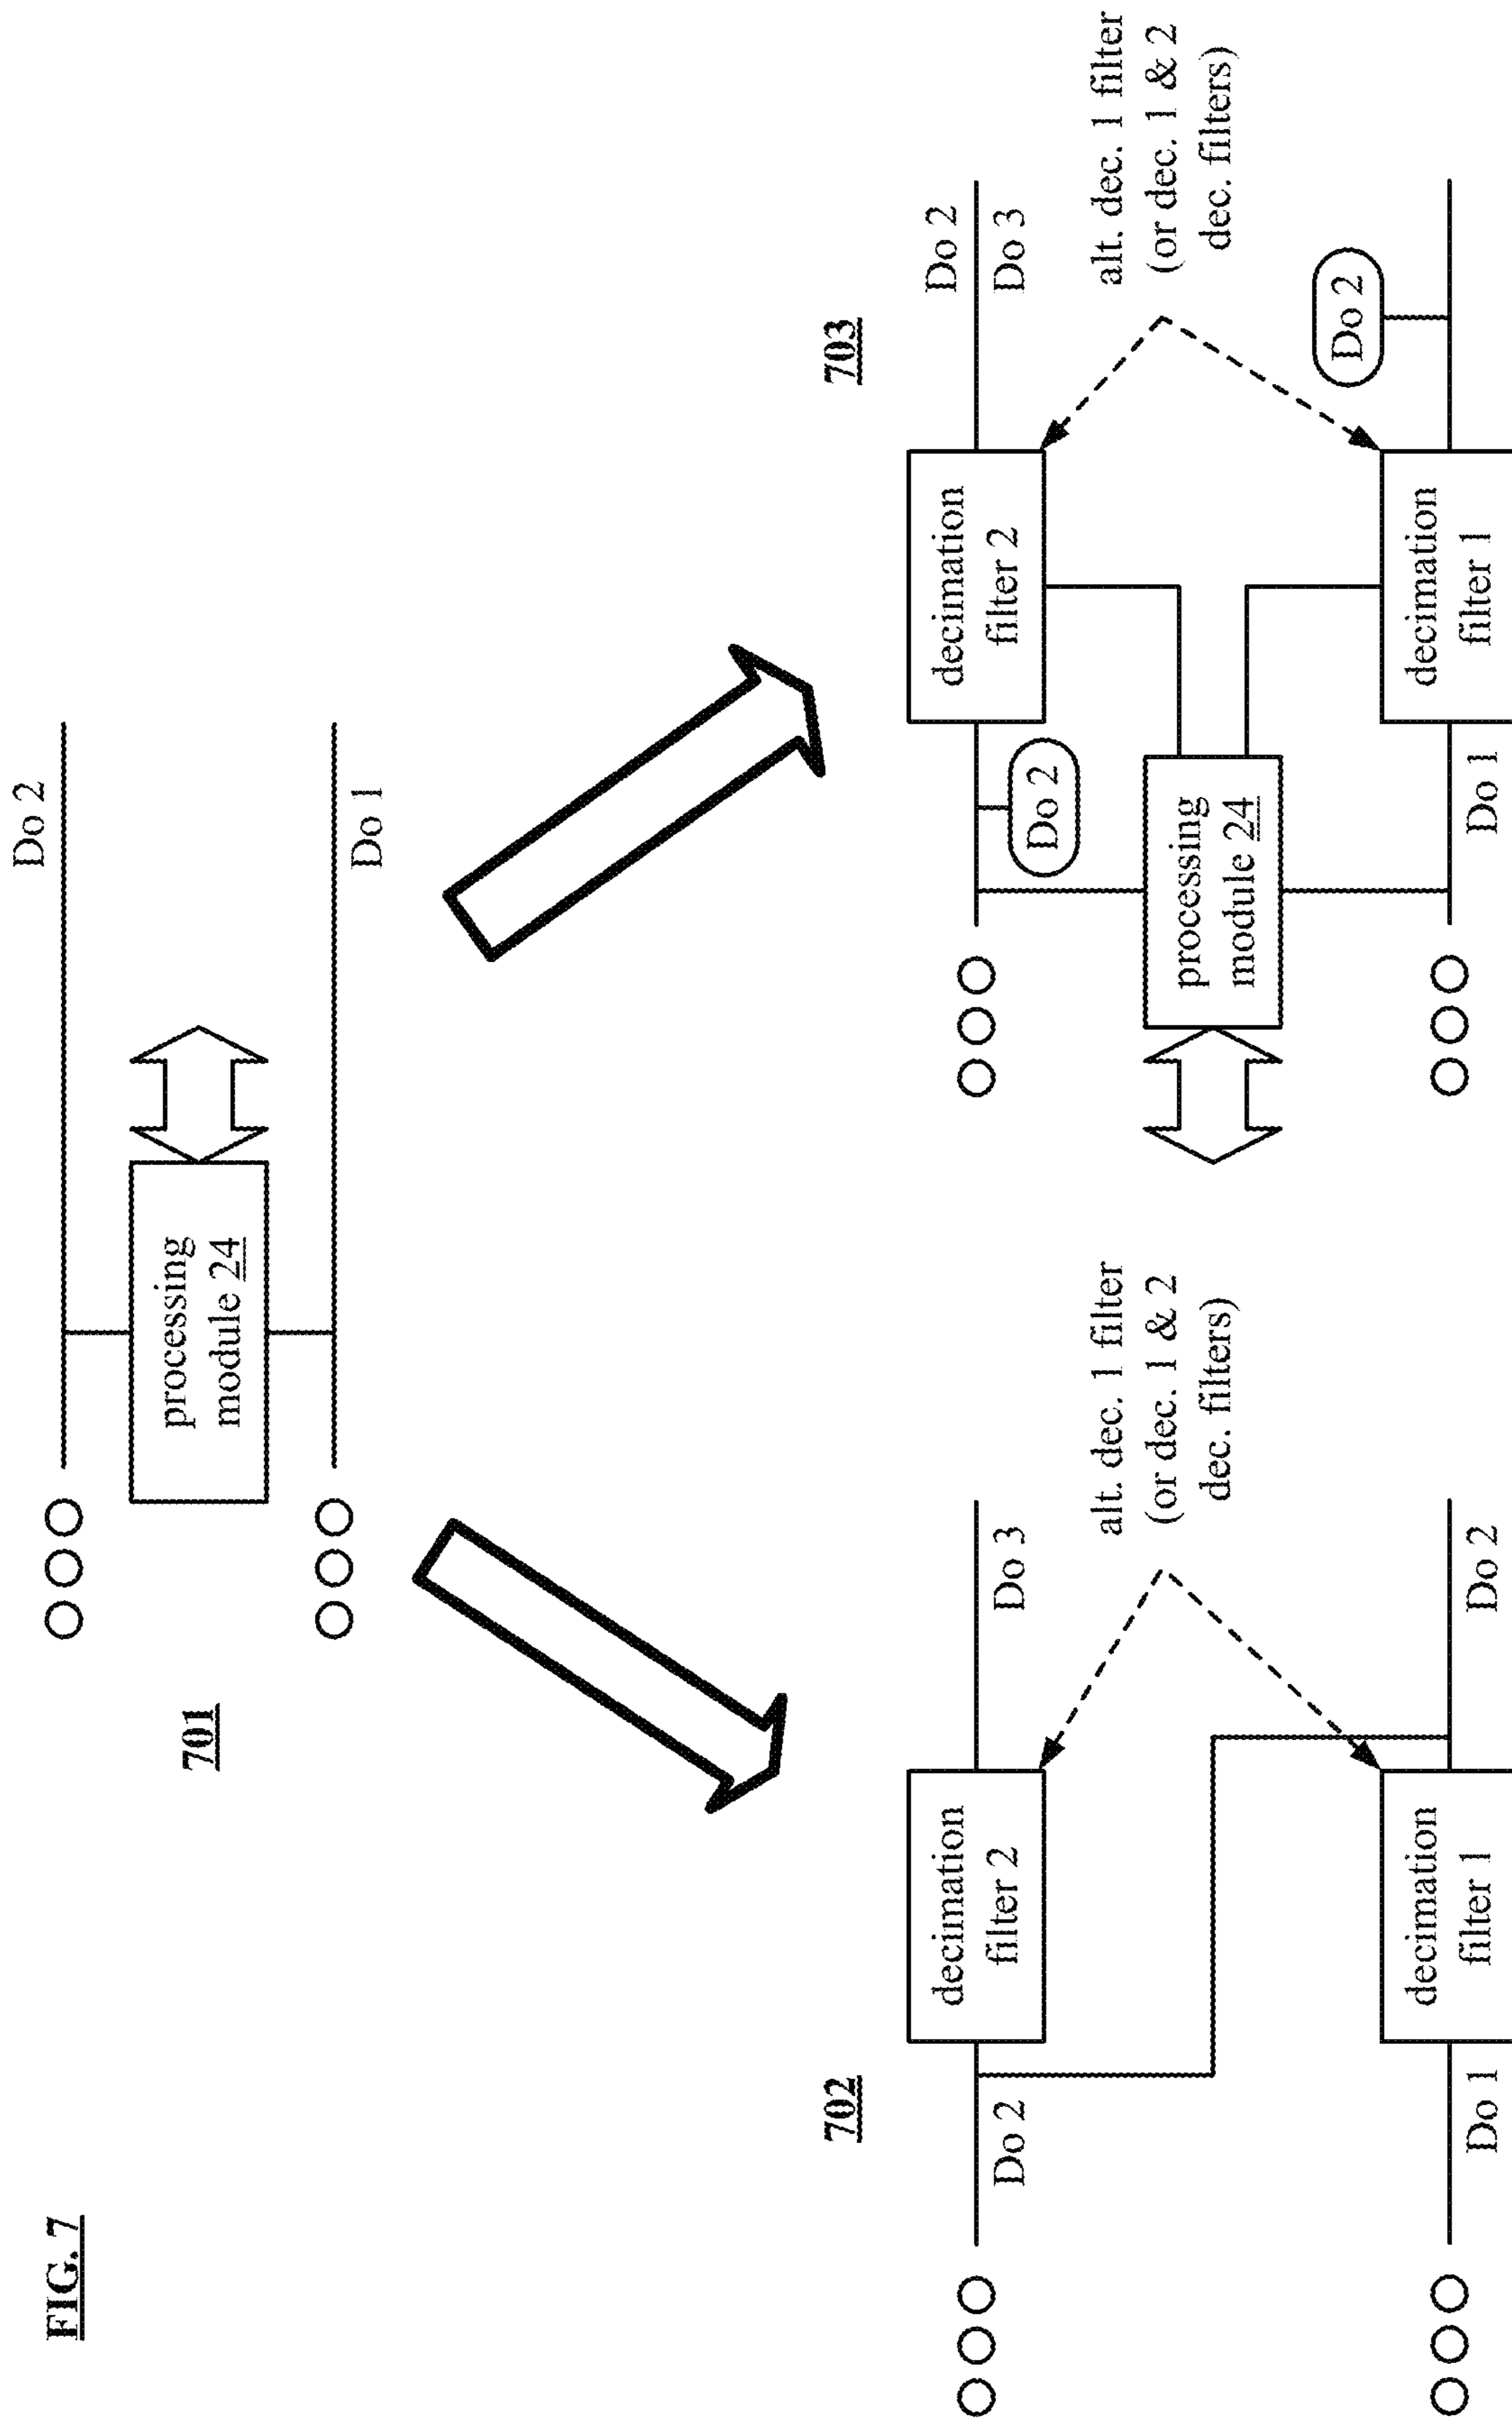 FIG. 7
701
processing
module 24
Do 2
Do 1
702
Do 2
decimation
filter 2
Do 3
Do 1
decimation
filter 1
Do 2
alt. dec. 1 filter
(or dec. 1 & 2
dec. filters)
703
Do 2
decimation
filter 2
Do 2
Do 3
processing
module 24
Do 1
decimation
filter 1
Do 2
alt. dec. 1 filter
(or dec. 1 & 2
dec. filters)